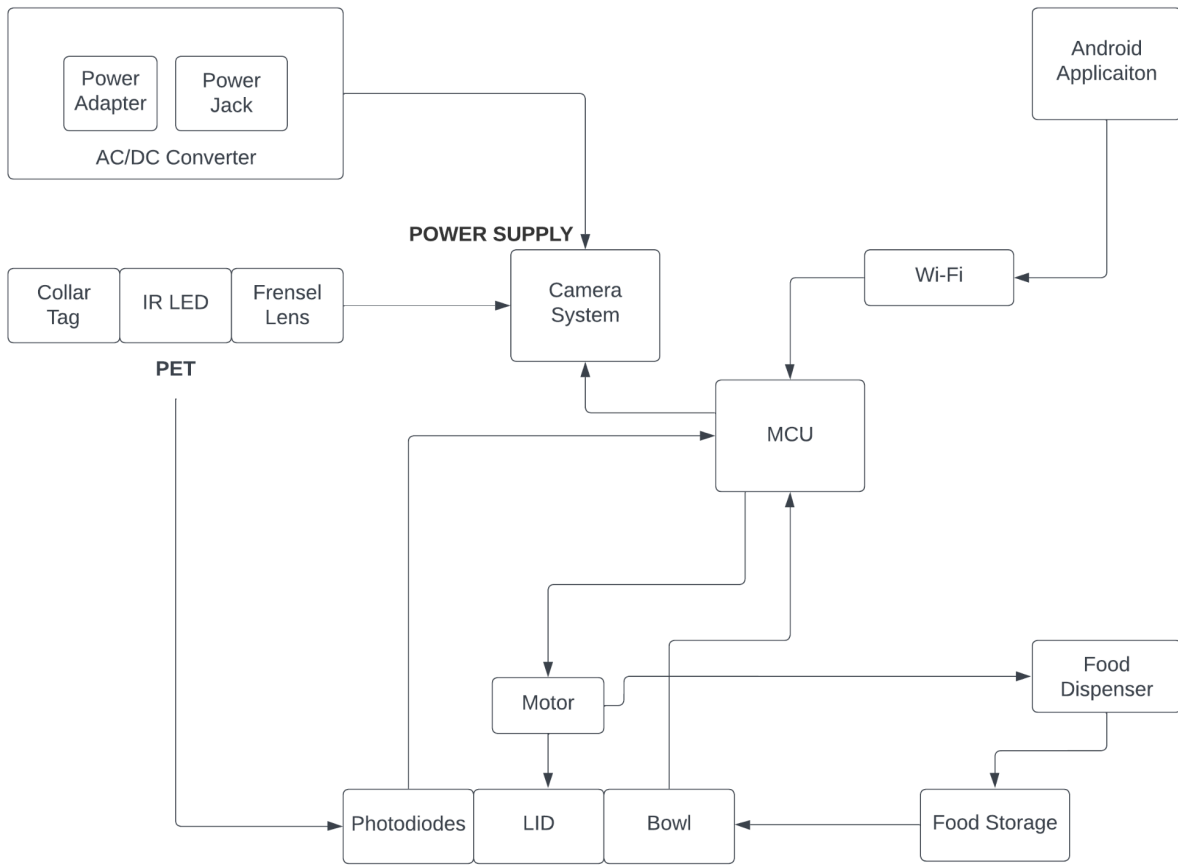 Power
Adapter
Power
Jack
AC/DC Converter
Android
Applicaiton
POWER SUPPLY
Collar
Tag
IR LED
Frensel
Lens
PET
Camera
System
Wi-Fi
MCU
Motor
Food
Dispenser
Photodiodes
LID
Bowl
Food Storage